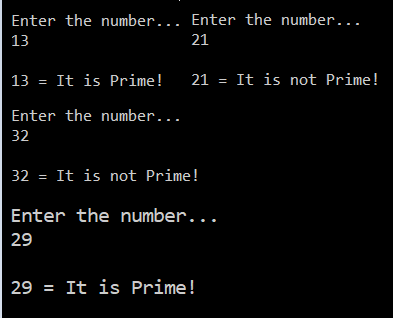 Enter the number...
13
13 = It is Prime!
Enter the number...
21
21 = It is not Prime!
Enter the number...
32
32 = It is not Prime!
Enter the number...
29
29 = It is Prime!